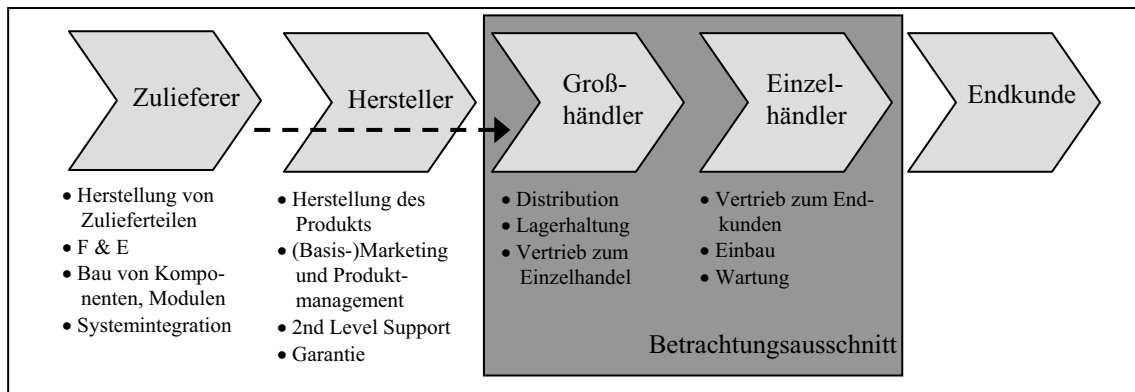 Zulieferer
Hersteller
Groß-
händler
Einzel-
händler
Endkunde
• Herstellung von
Zulieferteilen
• F & E
• Bau von Kompo-
nenten, Modulen
• Systemintegration
• Herstellung des
Produkts
• (Basis-)Marketing
und Produkt-
management
• 2nd Level Support
• Garantie
• Distribution
• Lagerhaltung
• Vertrieb zum
Einzelhandel
• Vertrieb zum End-
kunden
• Einbau
• Wartung
Betrachtungsausschnitt